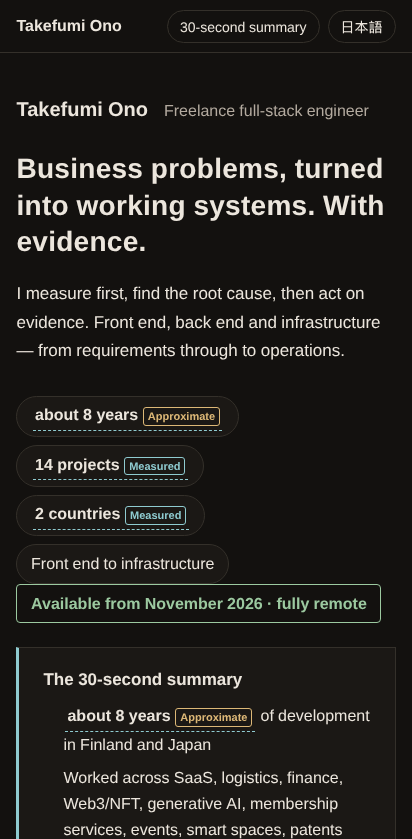 Takefumi Ono
30-second summary
日本語
Takefumi Ono Freelance full-stack engineer
Business problems, turned
into working systems. With
evidence.
I measure first, find the root cause, then act on
evidence. Front end, back end and infrastructure
— from requirements through to operations.
about 8 years Approximate
14 projects Measured
2 countries Measured
Front end to infrastructure
Available from November 2026 · fully remote
The 30-second summary
about 8 years Approximate of development
in Finland and Japan
Worked across SaaS, logistics, finance,
Web3/NFT, generative AI, membership
services, events, smart spaces, patents